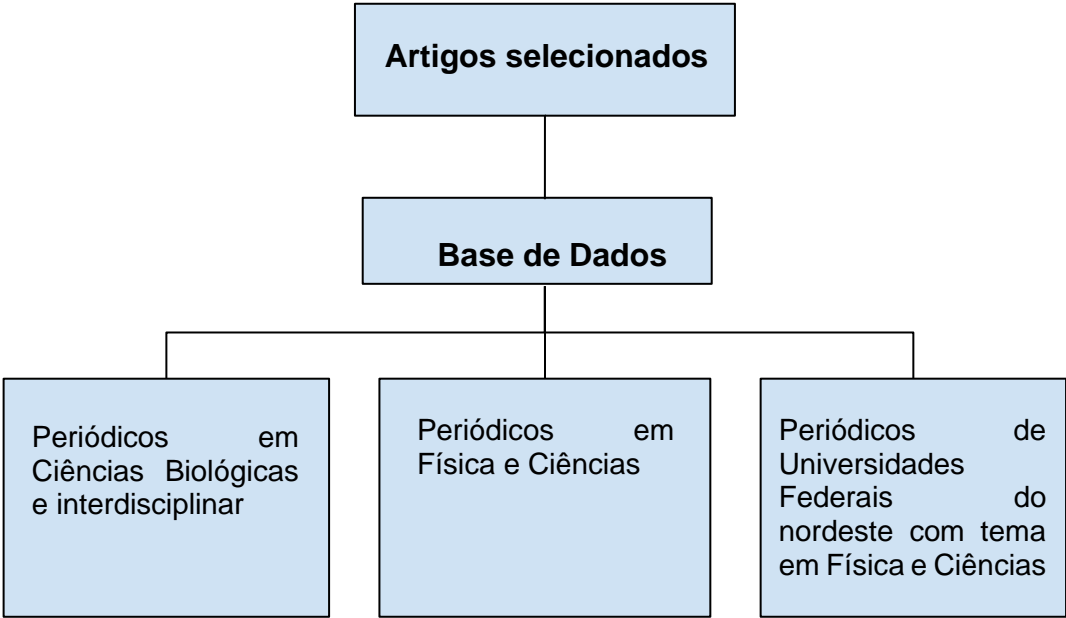 Artigos selecionados
Base de Dados
Periódicos em
Ciências Biológicas
e interdisciplinar
Periódicos em
Física e Ciências
Periódicos de
Universidades
Federais do
nordeste com tema
em Física e Ciências